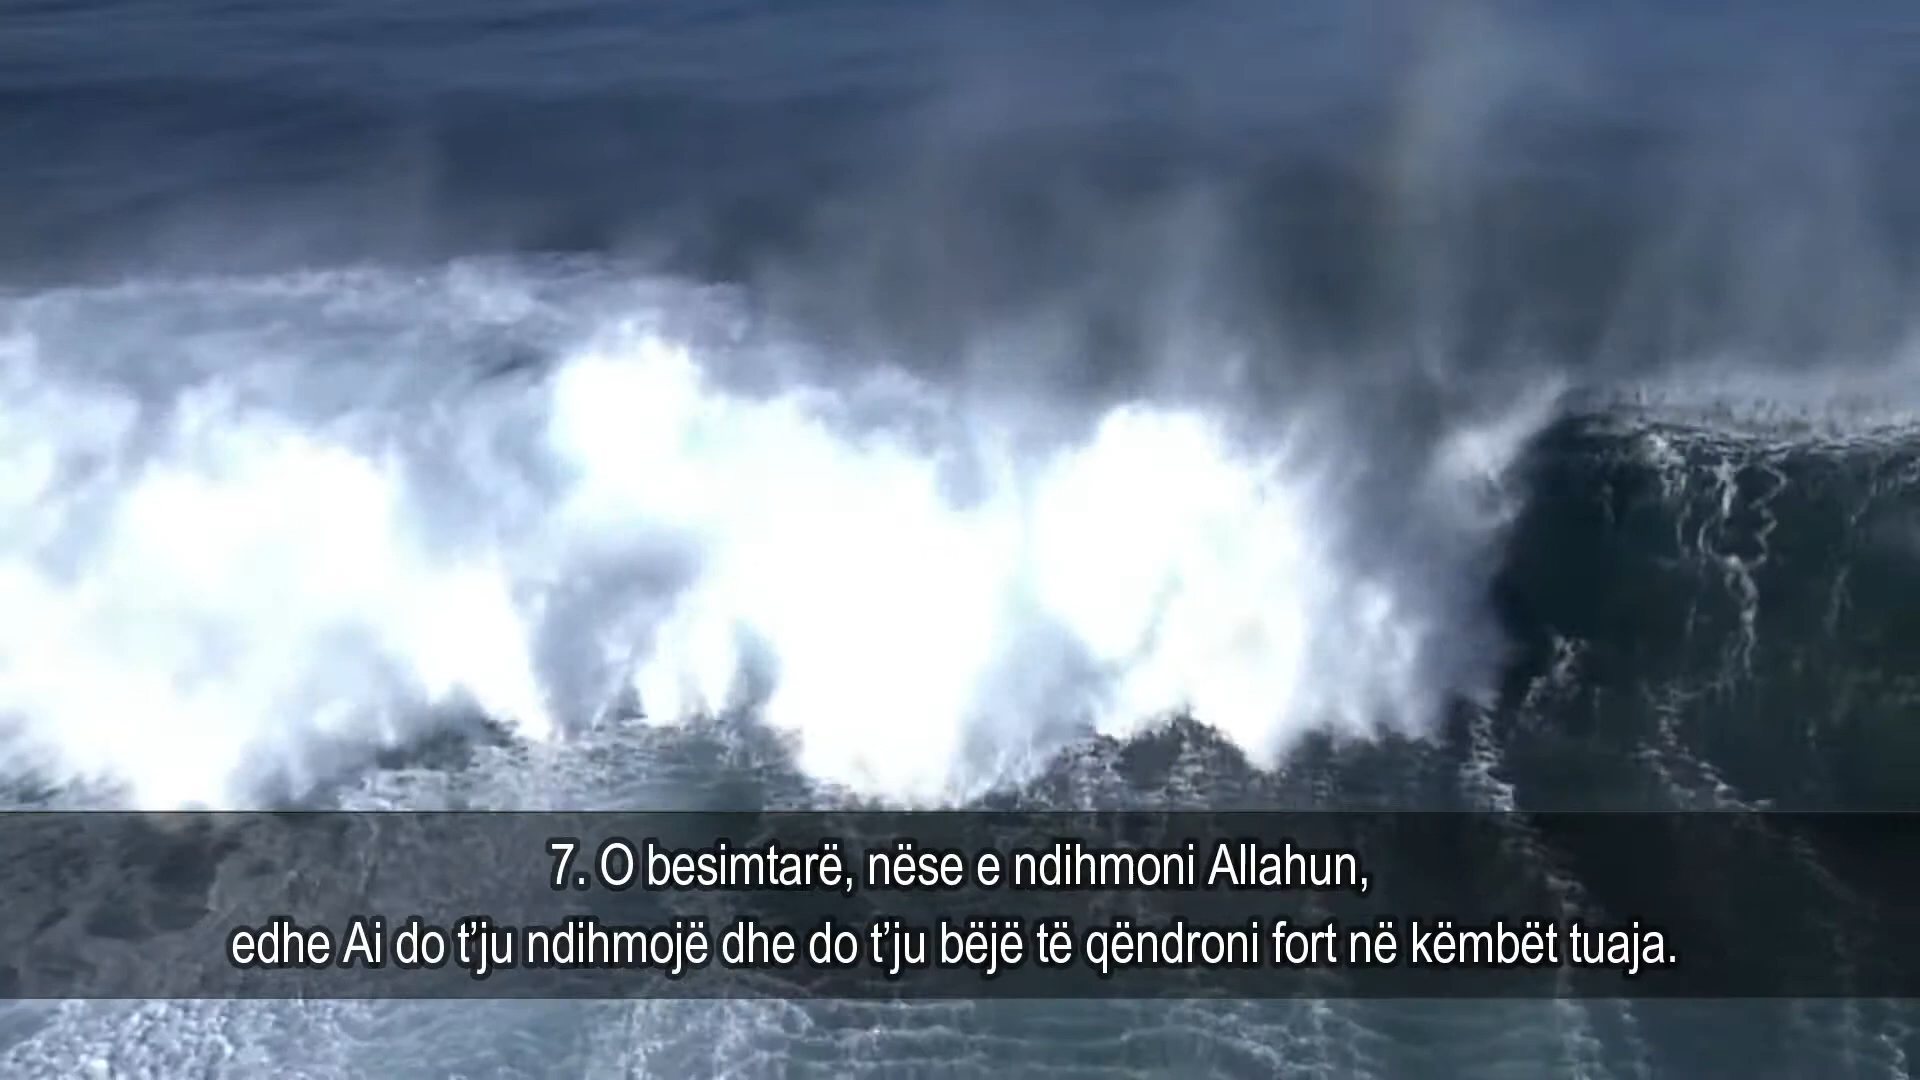 7. O besimtarë, nëse e ndihmoni Allahun,
edhe Ai do t’ju ndihmojë dhe do t’ju bëjë të qëndroni fort në këmbët tuaja.